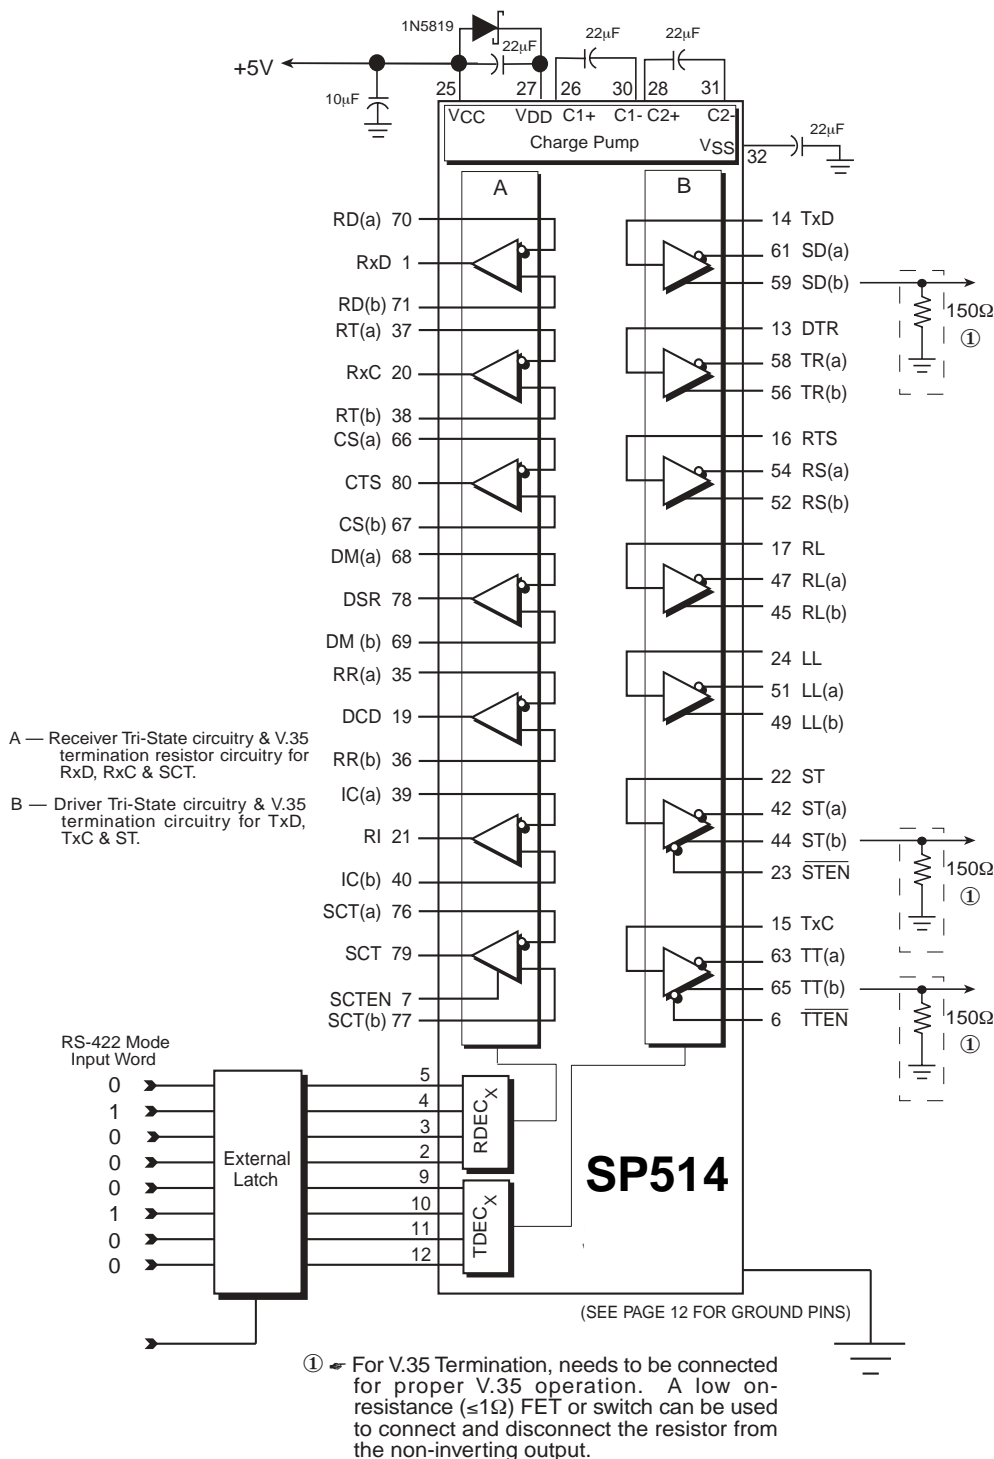 1N5819
22µF
22µF
22µF
+5V
25
27
26
30
28
31
10µF
VCC
VDD
C1+
C1-
C2+
C2-
Charge Pump
VSS
32
22µF
A
B
RD(a) 70
RxD 1
RD(b) 71
RT(a) 37
RxC 20
RT(b) 38
CS(a) 66
CTS 80
CS(b) 67
DM(a) 68
DSR 78
DM (b) 69
RR(a) 35
DCD 19
RR(b) 36
IC(a) 39
RI 21
IC(b) 40
SCT(a) 76
SCT 79
SCTEN 7
SCT(b) 77
14 TxD
61 SD(a)
59 SD(b)
150Ω
①
13 DTR
58 TR(a)
56 TR(b)
16 RTS
54 RS(a)
52 RS(b)
17 RL
47 RL(a)
45 RL(b)
24 LL
51 LL(a)
49 LL(b)
22 ST
42 ST(a)
44 ST(b)
23 STEN
150Ω
①
15 TxC
63 TT(a)
65 TT(b)
6 TTEN
150Ω
①
A — Receiver Tri-State circuitry & V.35
termination resistor circuitry for
RxD, RxC & SCT.
B — Driver Tri-State circuitry & V.35
termination circuitry for TxD,
TxC & ST.
RS-422 Mode
Input Word
0
1
0
0
0
1
0
0
External
Latch
5
4
3
2
9
10
11
12
RDECX
TDECX
SP514
(SEE PAGE 12 FOR GROUND PINS)
① ☛ For V.35 Termination, needs to be connected
for proper V.35 operation. A low on-
resistance (≤1Ω) FET or switch can be used
to connect and disconnect the resistor from
the non-inverting output.